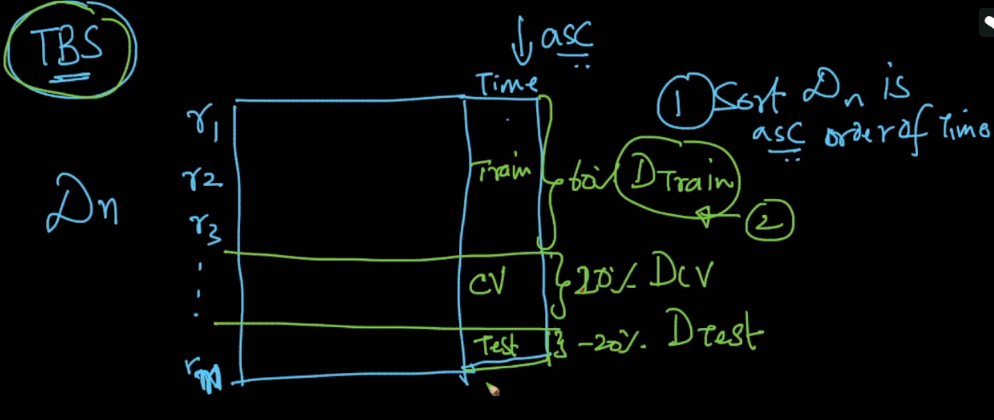 TBS
↓ asc
Time
① Sort Dn is
asc order of Time
r1
r2
r3
Dn
Train
60% DTrain
②
CV
20% DCV
Test
-20% DTest
rn